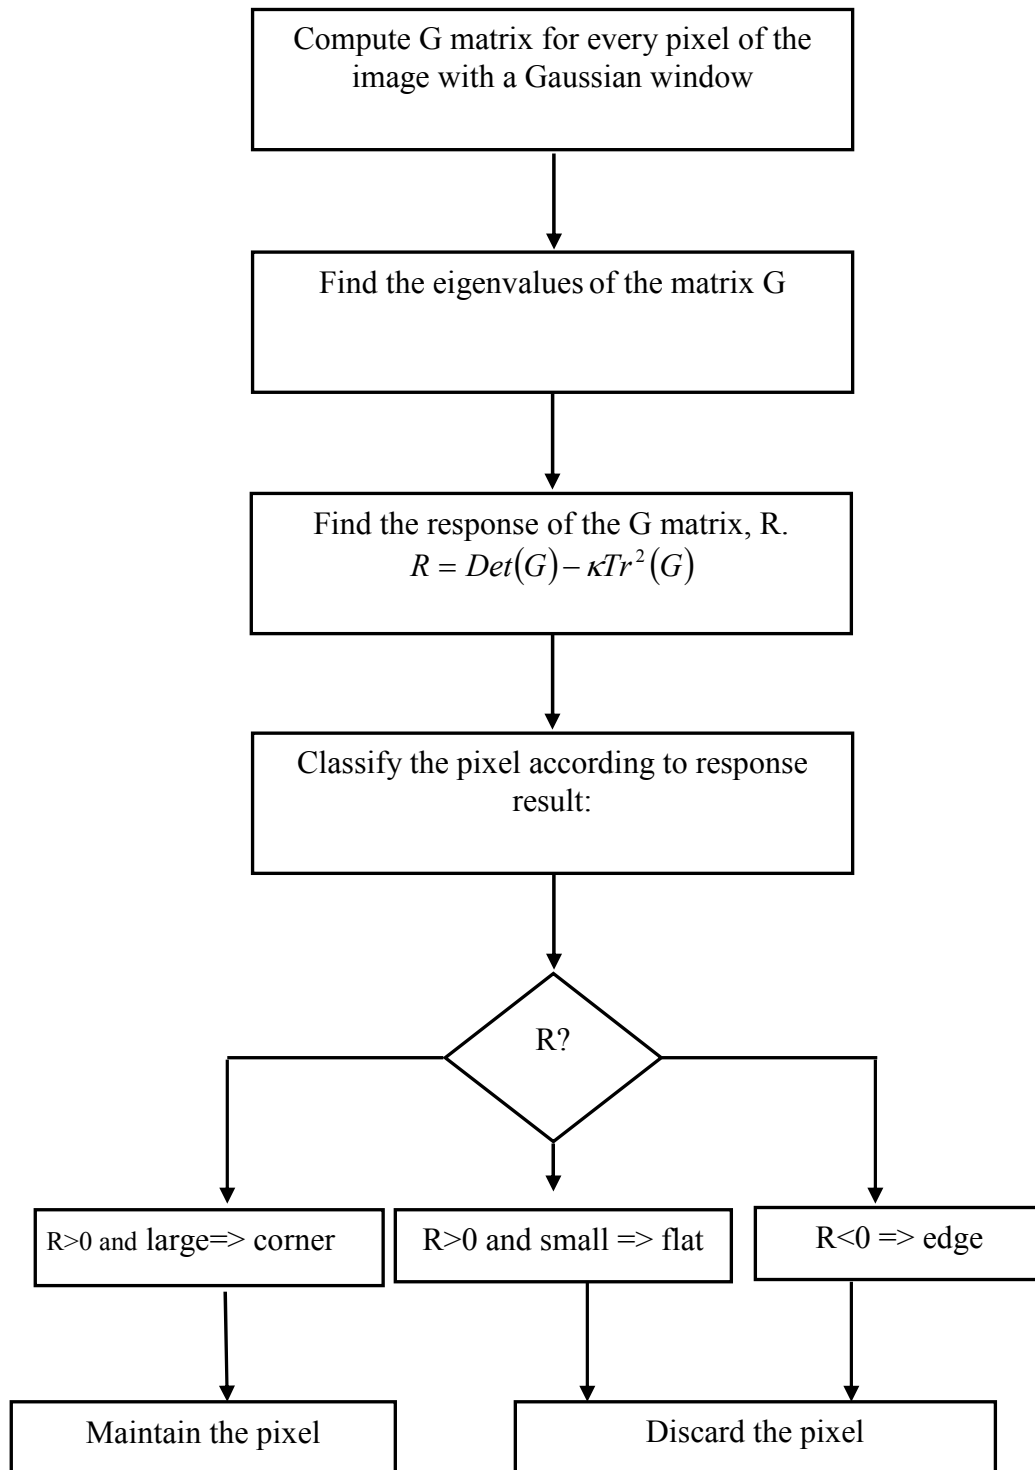 Compute G matrix for every pixel of the
image with a Gaussian window
Find the eigenvalues of the matrix G
Find the response of the G matrix, R.
R = Det(G) − κTr²(G)
Classify the pixel according to response
result:
R?
R>0 and large=> corner
R>0 and small => flat
R<0 => edge
Maintain the pixel
Discard the pixel